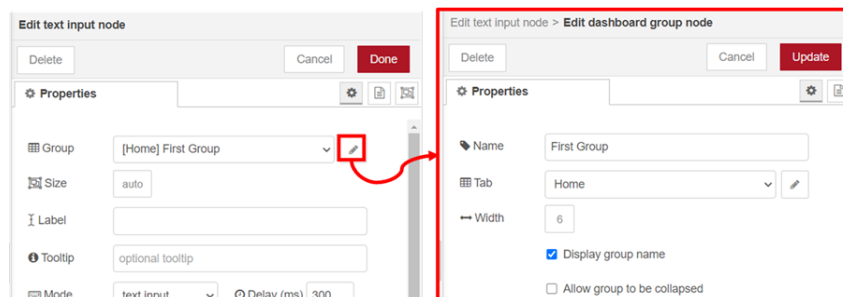 Edit text input node
Delete
Cancel
Done
Properties
Group
[Home] First Group
Size
auto
Label
Tooltip
optional tooltip
Mode
text input
Delay (ms)
300
Edit text input node > Edit dashboard group node
Delete
Cancel
Update
Properties
Name
First Group
Tab
Home
Width
6
Display group name
Allow group to be collapsed